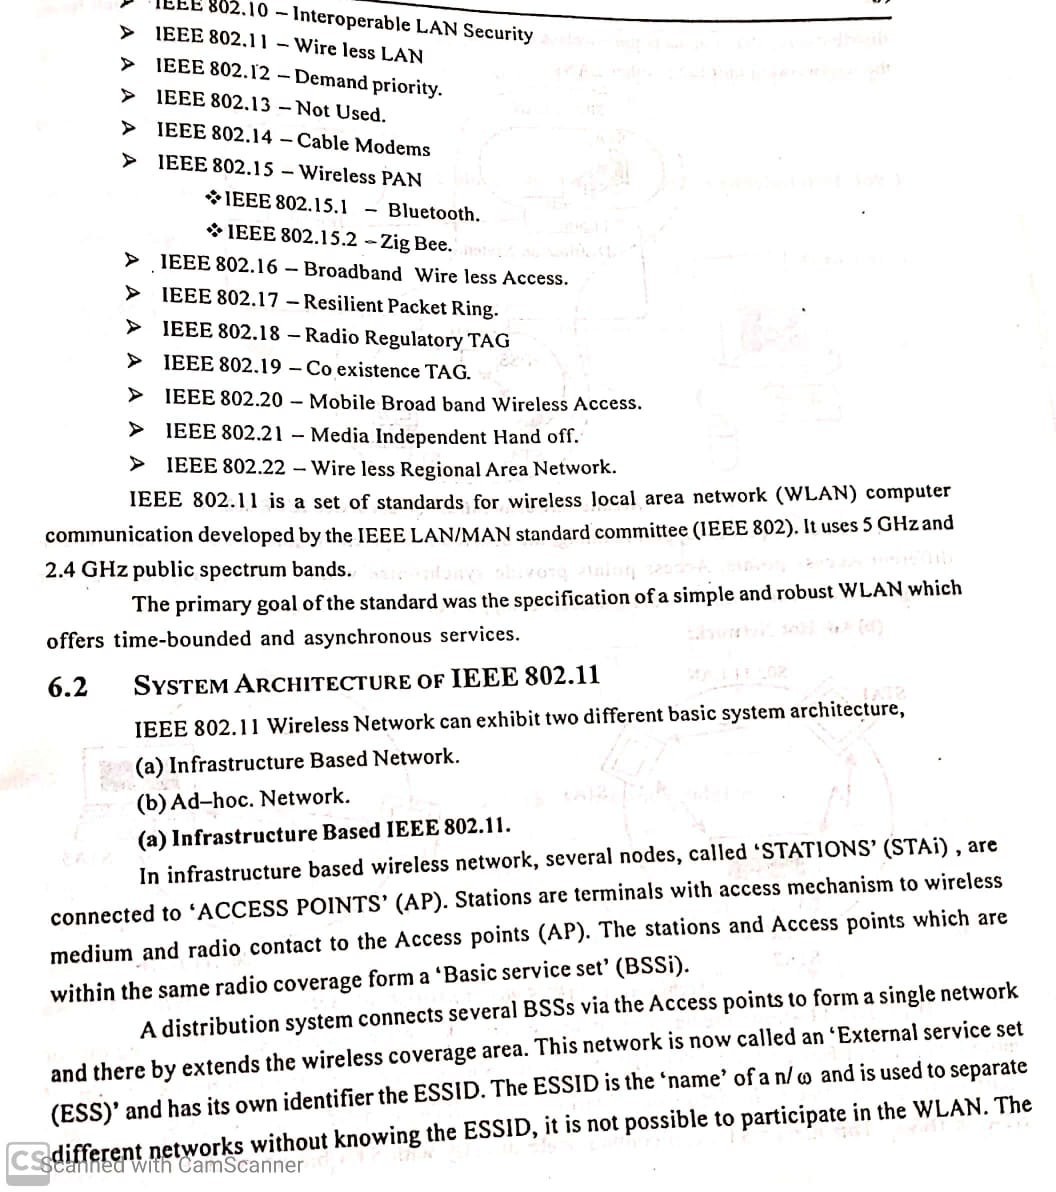 ➤ IEEE 802.10 – Interoperable LAN Security
➤ IEEE 802.11 – Wire less LAN
➤ IEEE 802.12 – Demand priority.
➤ IEEE 802.13 – Not Used.
➤ IEEE 802.14 – Cable Modems
➤ IEEE 802.15 – Wireless PAN
❖IEEE 802.15.1 – Bluetooth.
❖ IEEE 802.15.2 – Zig Bee.
➤ IEEE 802.16 – Broadband Wire less Access.
➤ IEEE 802.17 – Resilient Packet Ring.
➤ IEEE 802.18 – Radio Regulatory TAG
➤ IEEE 802.19 – Co existence TAG.
➤ IEEE 802.20 – Mobile Broad band Wireless Access.
➤ IEEE 802.21 – Media Independent Hand off.
➤ IEEE 802.22 – Wire less Regional Area Network.
IEEE 802.11 is a set of standards for wireless local area network (WLAN) computer
communication developed by the IEEE LAN/MAN standard committee (IEEE 802). It uses 5 GHz and
2.4 GHz public spectrum bands.
The primary goal of the standard was the specification of a simple and robust WLAN which
offers time-bounded and asynchronous services.
6.2 SYSTEM ARCHITECTURE OF IEEE 802.11
IEEE 802.11 Wireless Network can exhibit two different basic system architecture,
(a) Infrastructure Based Network.
(b) Ad–hoc. Network.
(a) Infrastructure Based IEEE 802.11.
In infrastructure based wireless network, several nodes, called ‘STATIONS’ (STAi) , are
connected to ‘ACCESS POINTS’ (AP). Stations are terminals with access mechanism to wireless
medium and radio contact to the Access points (AP). The stations and Access points which are
within the same radio coverage form a ‘Basic service set’ (BSSi).
A distribution system connects several BSSs via the Access points to form a single network
and there by extends the wireless coverage area. This network is now called an ‘External service set
(ESS)’ and has its own identifier the ESSID. The ESSID is the ‘name’ of a n/ω and is used to separate
different networks without knowing the ESSID, it is not possible to participate in the WLAN. The
CS Scanned with CamScanner